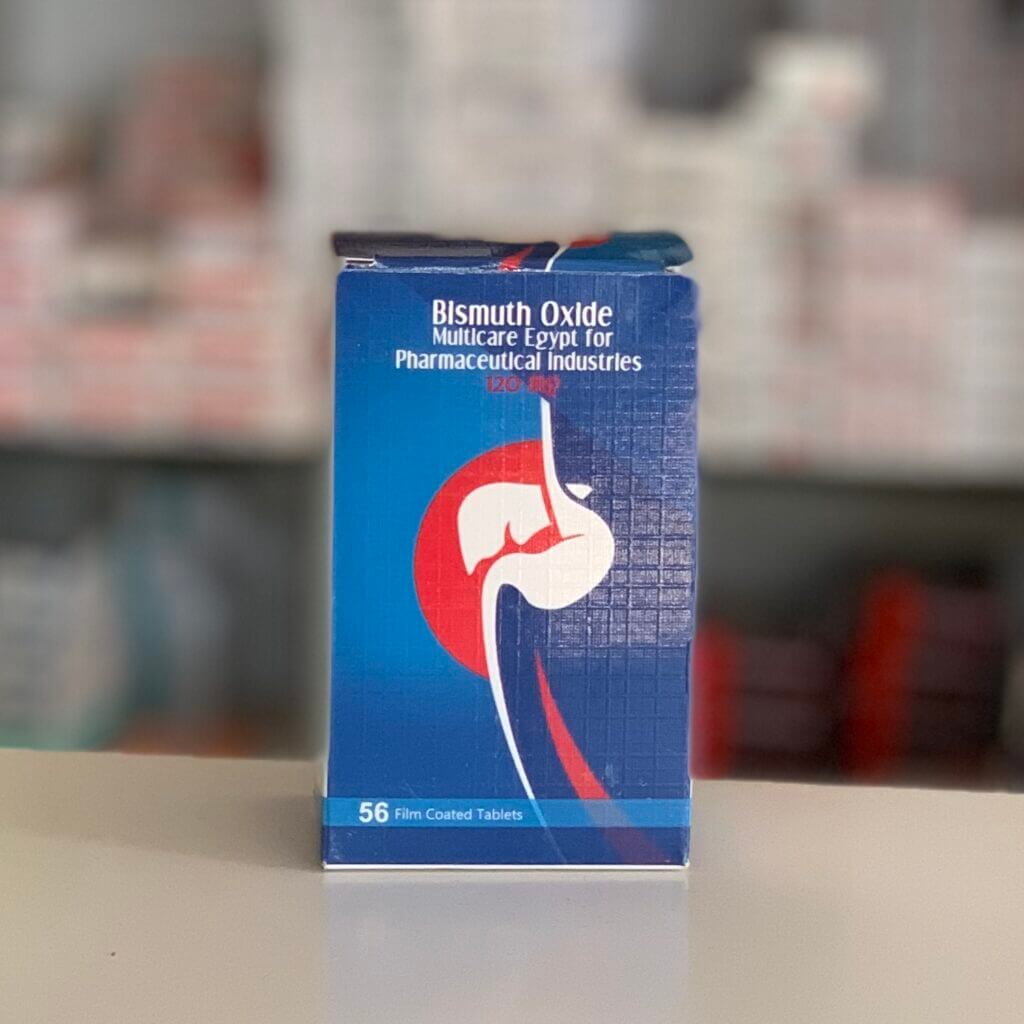 Bismuth Oxide
Multicare Egypt for
Pharmaceutical Industries
120 Mg
56 Film Coated Tablets